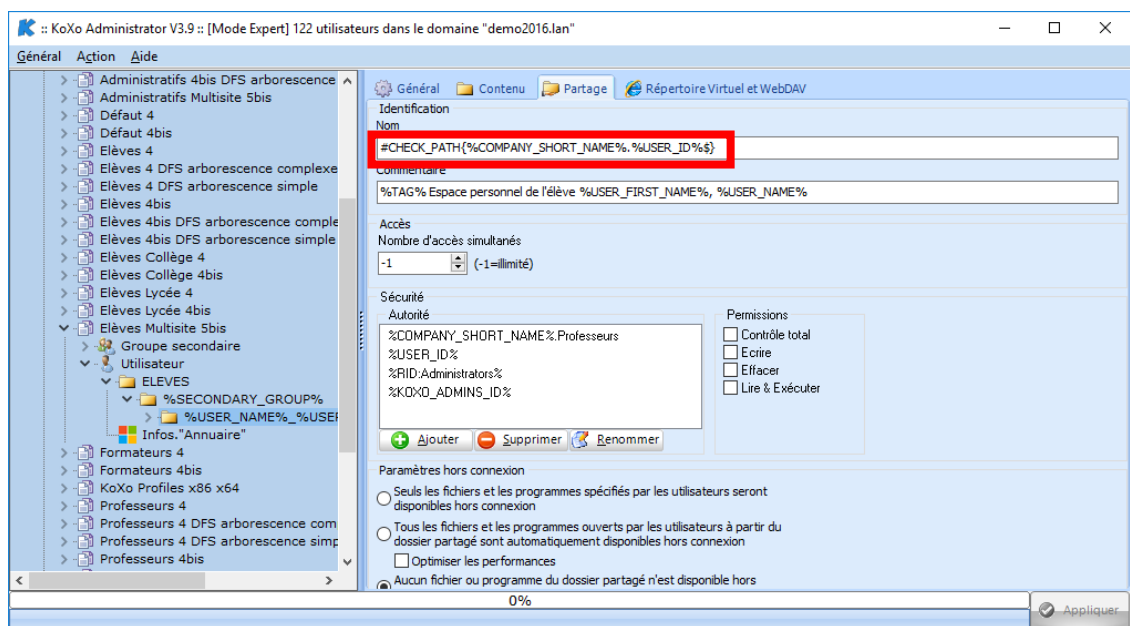 :: KoXo Administrator V3.9 :: [Mode Expert] 122 utilisateurs dans le domaine "demo2016.lan"
Général Action Aide
Administratifs 4bis DFS arborescence
Administratifs Multisite 5bis
Défaut 4
Défaut 4bis
Elèves 4
Elèves 4 DFS arborescence complexe
Elèves 4 DFS arborescence simple
Elèves 4bis
Elèves 4bis DFS arborescence comple
Elèves 4bis DFS arborescence simple
Elèves Collège 4
Elèves Collège 4bis
Elèves Lycée 4
Elèves Lycée 4bis
Elèves Multisite 5bis
Groupe secondaire
Utilisateur
ELEVES
%SECONDARY_GROUP%
%USER_NAME%_%USER
Infos."Annuaire"
Formateurs 4
Formateurs 4bis
KoXo Profiles x86 x64
Professeurs 4
Professeurs 4 DFS arborescence com
Professeurs 4 DFS arborescence simp
Professeurs 4bis
Général Contenu Partage Répertoire Virtuel et WebDAV
Identification
Nom
#CHECK_PATH{%COMPANY_SHORT_NAME%.%USER_ID%$}
Commentaire
%TAG% Espace personnel de l'élève %USER_FIRST_NAME%, %USER_NAME%
Accès
Nombre d'accès simultanés
-1 (-1=illimité)
Sécurité
Autorité
%COMPANY_SHORT_NAME%.Professeurs
%USER_ID%
%RID:Administrators%
%KOXO_ADMINS_ID%
Ajouter Supprimer Renommer
Permissions
Contrôle total
Ecrire
Effacer
Lire & Exécuter
Paramètres hors connexion
Seuls les fichiers et les programmes spécifiés par les utilisateurs seront
disponibles hors connexion
Tous les fichiers et les programmes ouverts par les utilisateurs à partir du
dossier partagé sont automatiquement disponibles hors connexion
Optimiser les performances
Aucun fichier ou programme du dossier partagé n'est disponible hors
0%
Appliquer